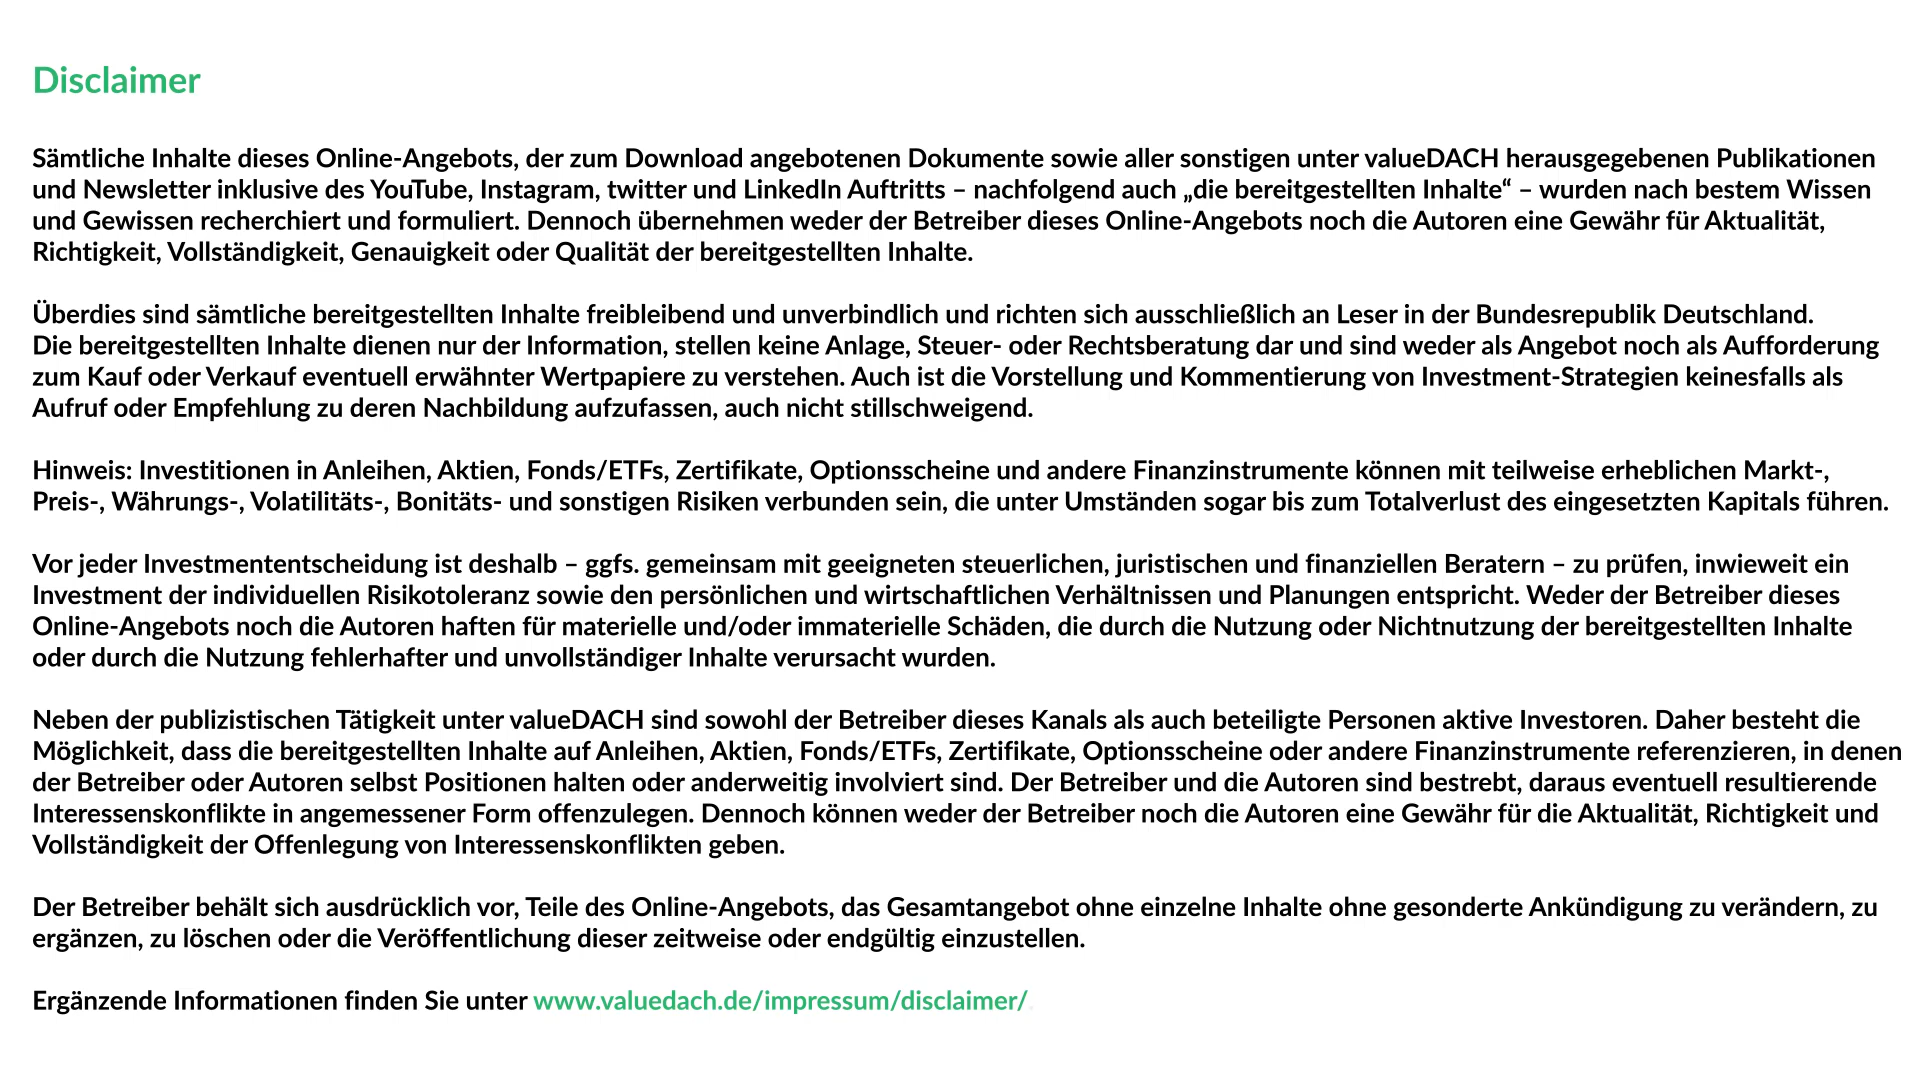 Disclaimer
Sämtliche Inhalte dieses Online-Angebots, der zum Download angebotenen Dokumente sowie aller sonstigen unter valueDACH herausgegebenen Publikationen
und Newsletter inklusive des YouTube, Instagram, twitter und LinkedIn Auftritts – nachfolgend auch „die bereitgestellten Inhalte“ – wurden nach bestem Wissen
und Gewissen recherchiert und formuliert. Dennoch übernehmen weder der Betreiber dieses Online-Angebots noch die Autoren eine Gewähr für Aktualität,
Richtigkeit, Vollständigkeit, Genauigkeit oder Qualität der bereitgestellten Inhalte.
Überdies sind sämtliche bereitgestellten Inhalte freibleibend und unverbindlich und richten sich ausschließlich an Leser in der Bundesrepublik Deutschland.
Die bereitgestellten Inhalte dienen nur der Information, stellen keine Anlage, Steuer- oder Rechtsberatung dar und sind weder als Angebot noch als Aufforderung
zum Kauf oder Verkauf eventuell erwähnter Wertpapiere zu verstehen. Auch ist die Vorstellung und Kommentierung von Investment-Strategien keinesfalls als
Aufruf oder Empfehlung zu deren Nachbildung aufzufassen, auch nicht stillschweigend.
Hinweis: Investitionen in Anleihen, Aktien, Fonds/ETFs, Zertifikate, Optionsscheine und andere Finanzinstrumente können mit teilweise erheblichen Markt-,
Preis-, Währungs-, Volatilitäts-, Bonitäts- und sonstigen Risiken verbunden sein, die unter Umständen sogar bis zum Totalverlust des eingesetzten Kapitals führen.
Vor jeder Investmententscheidung ist deshalb – ggfs. gemeinsam mit geeigneten steuerlichen, juristischen und finanziellen Beratern – zu prüfen, inwieweit ein
Investment der individuellen Risikotoleranz sowie den persönlichen und wirtschaftlichen Verhältnissen und Planungen entspricht. Weder der Betreiber dieses
Online-Angebots noch die Autoren haften für materielle und/oder immaterielle Schäden, die durch die Nutzung oder Nichtnutzung der bereitgestellten Inhalte
oder durch die Nutzung fehlerhafter und unvollständiger Inhalte verursacht wurden.
Neben der publizistischen Tätigkeit unter valueDACH sind sowohl der Betreiber dieses Kanals als auch beteiligte Personen aktive Investoren. Daher besteht die
Möglichkeit, dass die bereitgestellten Inhalte auf Anleihen, Aktien, Fonds/ETFs, Zertifikate, Optionsscheine oder andere Finanzinstrumente referenzieren, in denen
der Betreiber oder Autoren selbst Positionen halten oder anderweitig involviert sind. Der Betreiber und die Autoren sind bestrebt, daraus eventuell resultierende
Interessenskonflikte in angemessener Form offenzulegen. Dennoch können weder der Betreiber noch die Autoren eine Gewähr für die Aktualität, Richtigkeit und
Vollständigkeit der Offenlegung von Interessenskonflikten geben.
Der Betreiber behält sich ausdrücklich vor, Teile des Online-Angebots, das Gesamtangebot ohne einzelne Inhalte ohne gesonderte Ankündigung zu verändern, zu
ergänzen, zu löschen oder die Veröffentlichung dieser zeitweise oder endgültig einzustellen.
Ergänzende Informationen finden Sie unter www.valuedach.de/impressum/disclaimer/